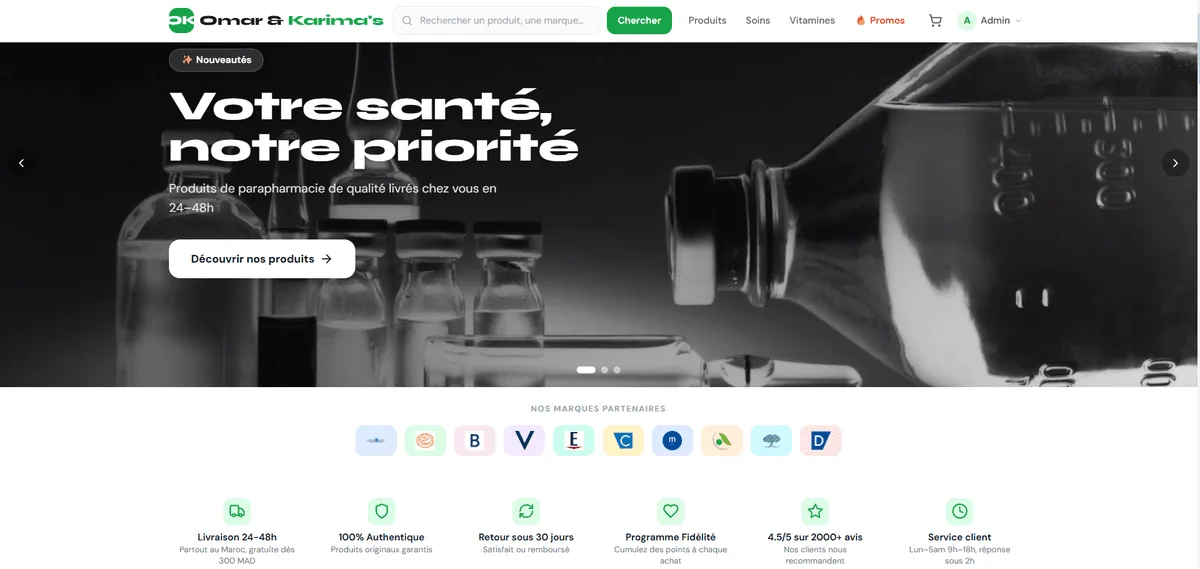 OK Omar & Karima's
Rechercher un produit, une marque...
Chercher
Produits
Soins
Vitamines
Promos
A
Admin
Nouveautés
Votre santé,
notre priorité
Produits de parapharmacie de qualité livrés chez vous en
24–48h
Découvrir nos produits →
400
300
NOS MARQUES PARTENAIRES
B
V
E
C
m
D
Livraison 24-48h
Partout au Maroc, gratuite dès
300 MAD
100% Authentique
Produits originaux garantis
Retour sous 30 jours
Satisfait ou remboursé
Programme Fidélité
Cumulez des points à chaque
achat
4.5/5 sur 2000+ avis
Nos clients nous
recommandent
Service client
Lun–Sam 9h–18h, réponse
sous 2h